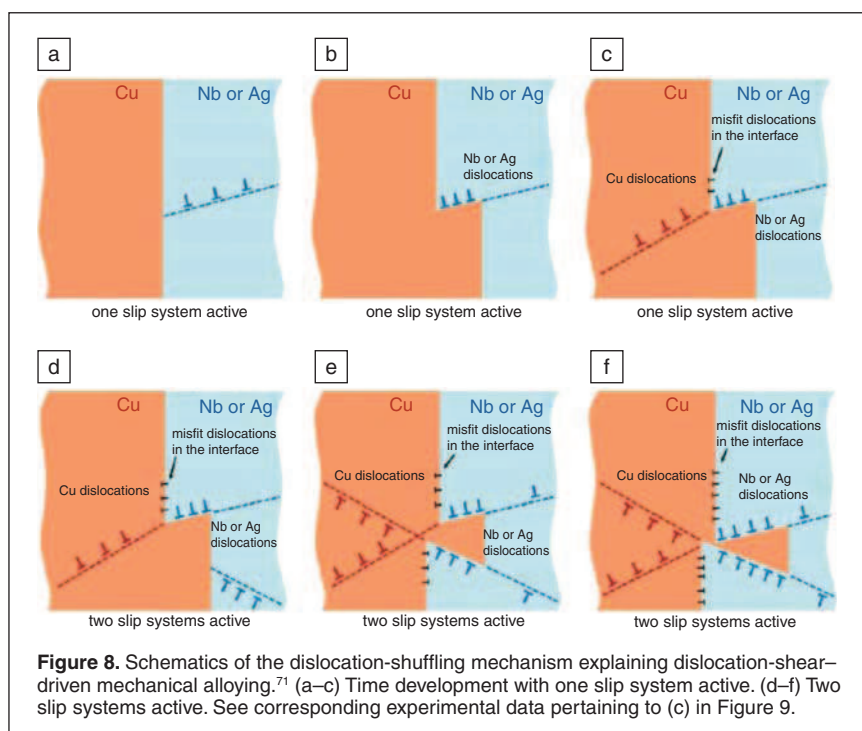 a
b
c
Cu
Nb or Ag
one slip system active
Cu
Nb or Ag
Nb or Ag
dislocations
one slip system active
Cu
Nb or Ag
misfit dislocations
in the interface
Cu dislocations
Nb or Ag
dislocations
one slip system active
d
e
f
Cu
Nb or Ag
misfit dislocations
in the interface
Cu dislocations
Nb or Ag
dislocations
two slip systems active
Cu
Nb or Ag
misfit dislocations
in the interface
Cu dislocations
Nb or Ag
dislocations
two slip systems active
Cu
Nb or Ag
misfit dislocations
in the interface
Cu dislocations
Nb or Ag
dislocations
two slip systems active
Figure 8. Schematics of the dislocation-shuffling mechanism explaining dislocation-shear–
driven mechanical alloying.⁷¹ (a–c) Time development with one slip system active. (d–f) Two
slip systems active. See corresponding experimental data pertaining to (c) in Figure 9.